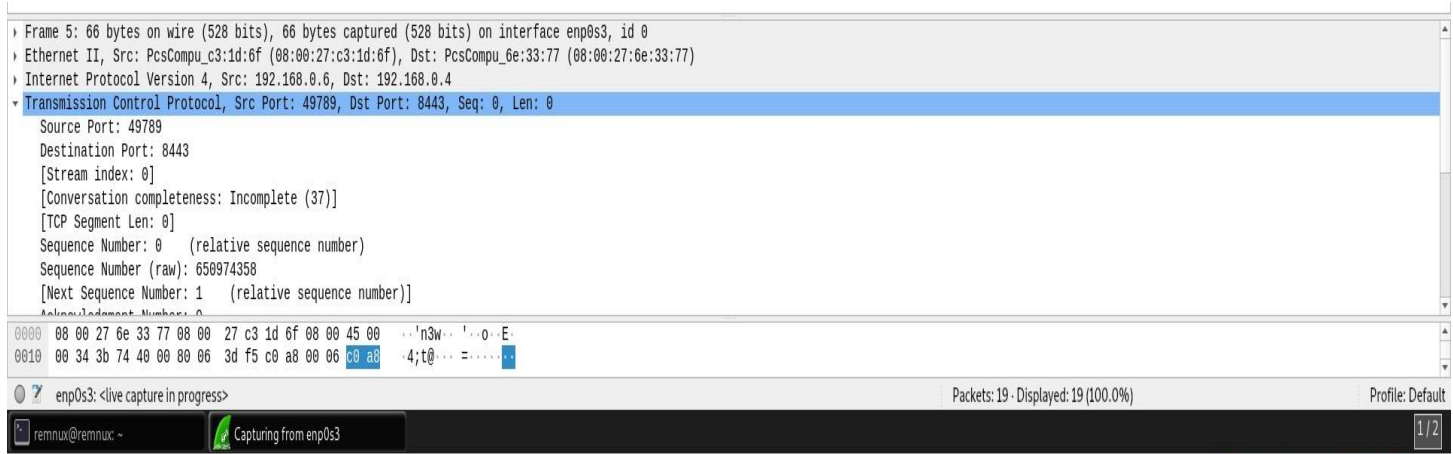 Frame 5: 66 bytes on wire (528 bits), 66 bytes captured (528 bits) on interface enp0s3, id 0
Ethernet II, Src: PcsCompu_c3:1d:6f (08:00:27:c3:1d:6f), Dst: PcsCompu_6e:33:77 (08:00:27:6e:33:77)
Internet Protocol Version 4, Src: 192.168.0.6, Dst: 192.168.0.4
Transmission Control Protocol, Src Port: 49789, Dst Port: 8443, Seq: 0, Len: 0
Source Port: 49789
Destination Port: 8443
[Stream index: 0]
[Conversation completeness: Incomplete (37)]
[TCP Segment Len: 0]
Sequence Number: 0 (relative sequence number)
Sequence Number (raw): 650974358
[Next Sequence Number: 1 (relative sequence number)]
Acknowledgment Number: 0
0000 08 00 27 6e 33 77 08 00 27 c3 1d 6f 08 00 45 00 ··'n3w·· '··o··E·
0010 00 34 3b 74 40 00 80 06 3d f5 c0 a8 00 06 c0 a8 ·4;t@··· =·······
enp0s3: <live capture in progress> Packets: 19 · Displayed: 19 (100.0%) Profile: Default
remnux@remnux: ~ Capturing from enp0s3 1/2